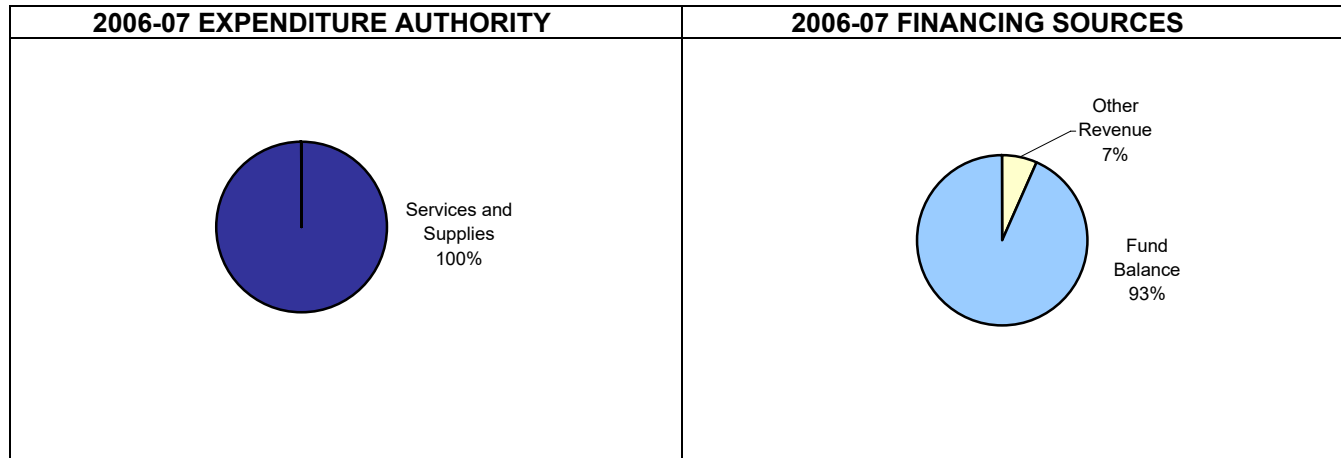 2006-07 EXPENDITURE AUTHORITY
2006-07 FINANCING SOURCES
Services and
Supplies
100%
Other
Revenue
7%
Fund
Balance
93%